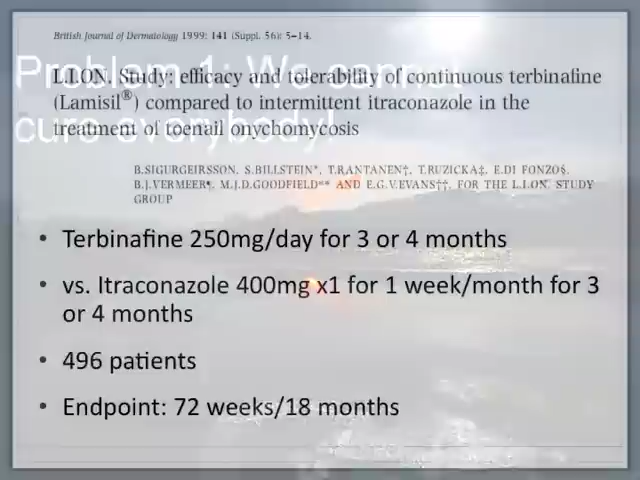 British Journal of Dermatology 1999: 141 (Suppl. 56): 5–14.
Problem 1: We cannot
L.I.ON. Study: efficacy and tolerability of continuous terbinafine
(Lamisil®) compared to intermittent itraconazole in the
cure everybody!
treatment of toenail onychomycosis
B.SIGURGEIRSSON, S.BILLSTEIN*, T.RANTANEN†, T.RUZICKA‡, E.DI FONZO§,
B.J.VERMEER¶, M.J.D.GOODFIELD** AND E.G.V.EVANS††, FOR THE L.I.ON. STUDY
GROUP
• Terbinafine 250mg/day for 3 or 4 months
• vs. Itraconazole 400mg x1 for 1 week/month for 3
or 4 months
• 496 patients
• Endpoint: 72 weeks/18 months